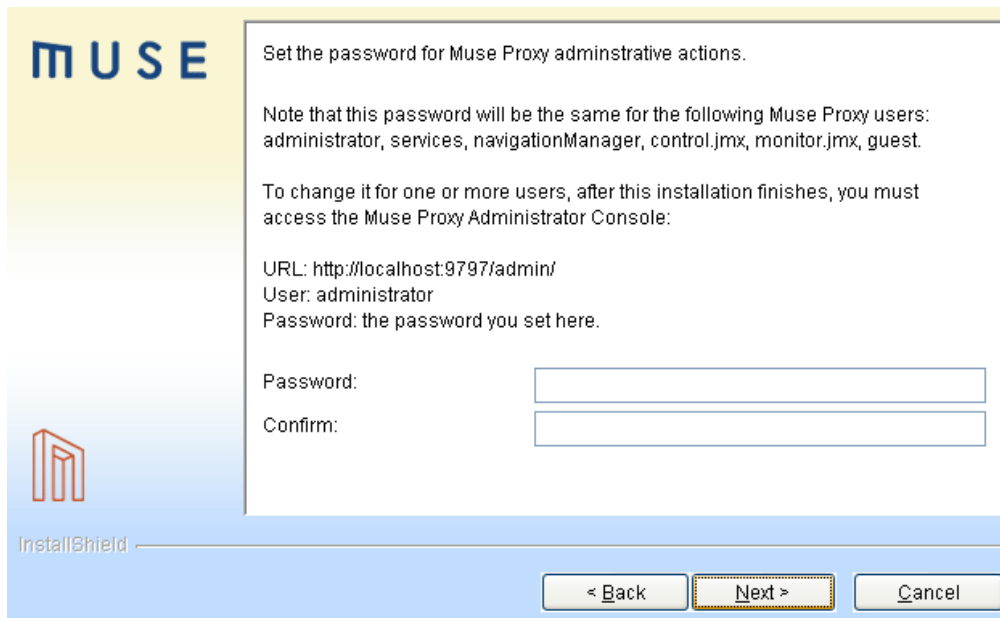 MUSE
Set the password for Muse Proxy adminstrative actions.
Note that this password will be the same for the following Muse Proxy users:
administrator, services, navigationManager, control.jmx, monitor.jmx, guest.
To change it for one or more users, after this installation finishes, you must
access the Muse Proxy Administrator Console:
URL: http://localhost:9797/admin/
User: administrator
Password: the password you set here.
Password:
Confirm:
InstallShield
< Back
Next >
Cancel